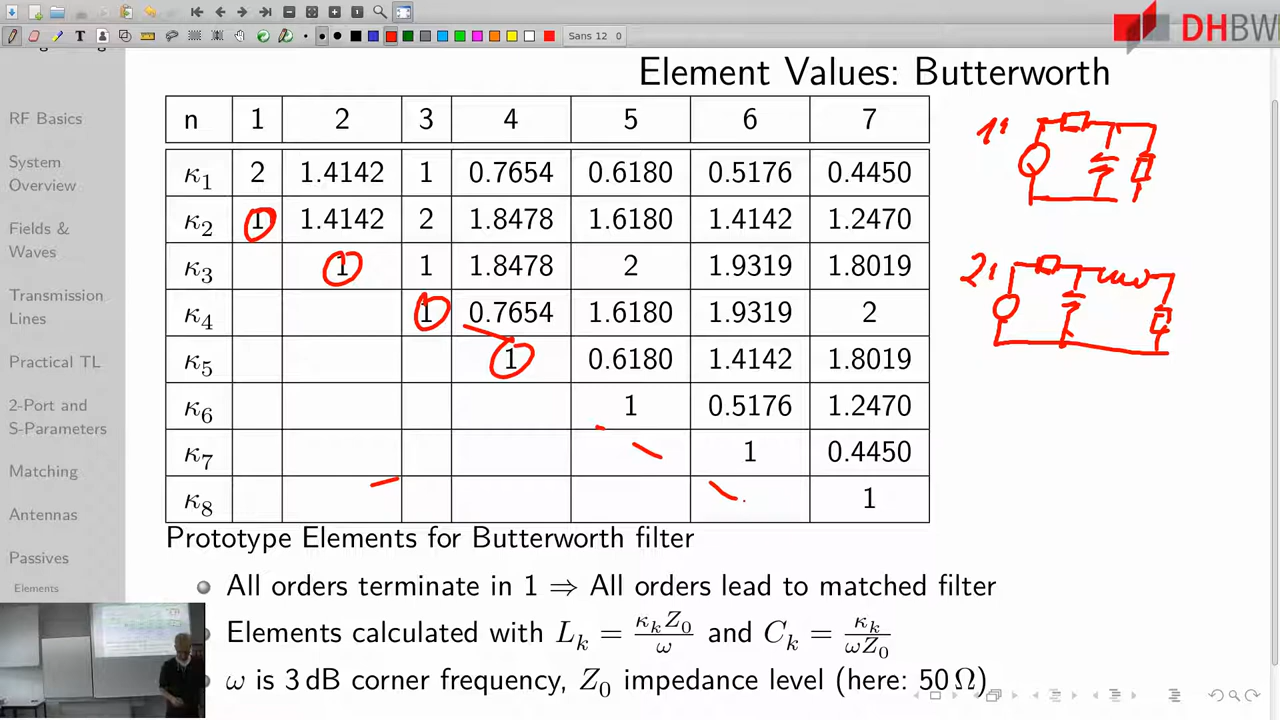 Sans 12 0
DHBW
Element Values: Butterworth
RF Basics
System
Overview
Fields &
Waves
Transmission
Lines
Practical TL
2-Port and
S-Parameters
Matching
Antennas
Passives
Elements
n 1 2 3 4 5 6 7
κ1 2 1.4142 1 0.7654 0.6180 0.5176 0.4450
κ2 1 1.4142 2 1.8478 1.6180 1.4142 1.2470
κ3 1 1 1.8478 2 1.9319 1.8019
κ4 1 0.7654 1.6180 1.9319 2
κ5 1 0.6180 1.4142 1.8019
κ6 1 0.5176 1.2470
κ7 1 0.4450
κ8 1
1.
2.
Prototype Elements for Butterworth filter
All orders terminate in 1 ⇒ All orders lead to matched filter
Elements calculated with L_k = κ_k Z_0 / ω and C_k = κ_k / ωZ_0
ω is 3 dB corner frequency, Z_0 impedance level (here: 50 Ω)